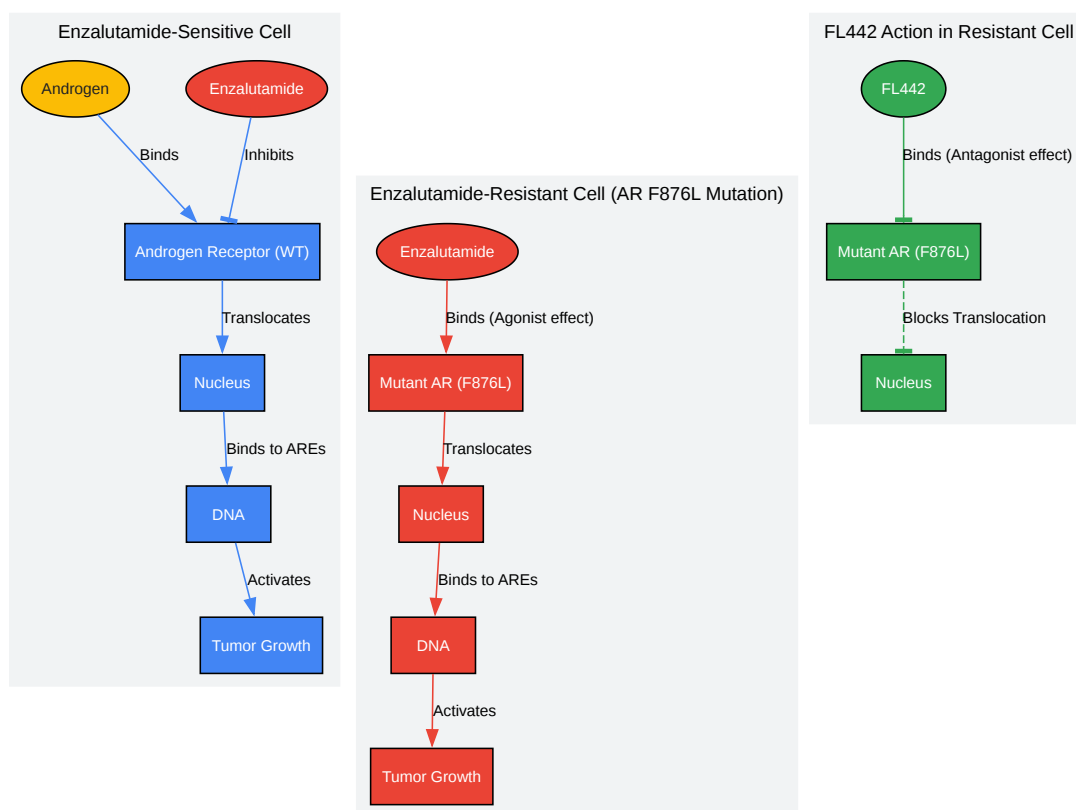 Enzalutamide-Sensitive Cell
Androgen
Enzalutamide
Binds
Inhibits
Androgen Receptor (WT)
Translocates
Nucleus
Binds to AREs
DNA
Activates
Tumor Growth
Enzalutamide-Resistant Cell (AR F876L Mutation)
Enzalutamide
Binds (Agonist effect)
Mutant AR (F876L)
Translocates
Nucleus
Binds to AREs
DNA
Activates
Tumor Growth
FL442 Action in Resistant Cell
FL442
Binds (Antagonist effect)
Mutant AR (F876L)
Blocks Translocation
Nucleus